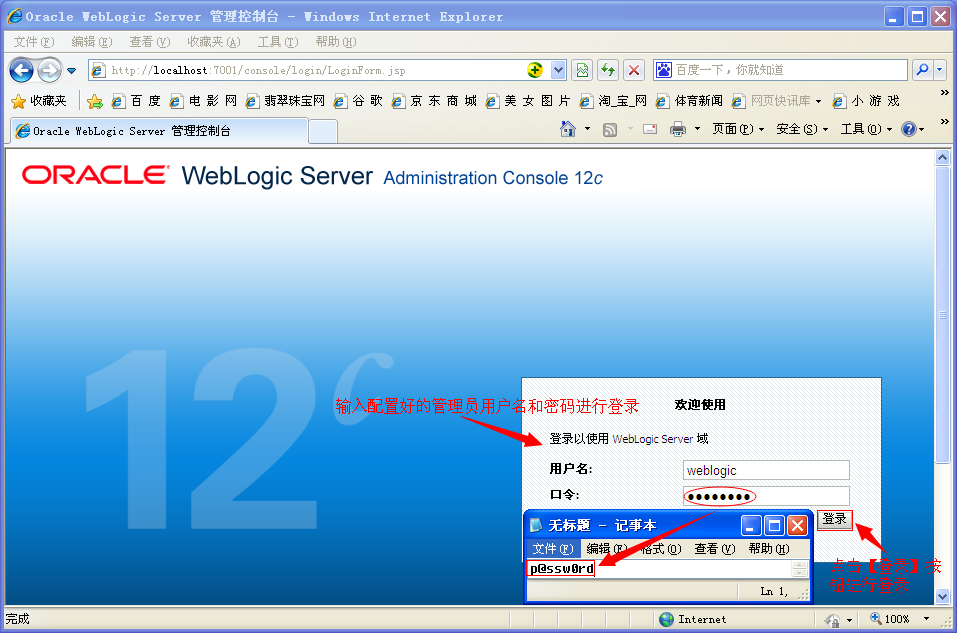 Oracle WebLogic Server 管理控制台 - Windows Internet Explorer
文件(F) 编辑(E) 查看(V) 收藏夹(A) 工具(T) 帮助(H)
http://localhost:7001/console/login/LoginForm.jsp 百度一下，你就知道
收藏夹 百 度 电 影 网 翡翠珠宝网 谷 歌 京 东 商 城 美 女 图 片 淘_宝_网 体育新闻 网页快讯库 小 游 戏 »
Oracle WebLogic Server 管理控制台 页面(P) 安全(S) 工具(O) »
ORACLE WebLogic Server Administration Console 12c
12c
输入配置好的管理员用户名和密码进行登录 欢迎使用
登录以使用 WebLogic Server 域
用户名: weblogic
口令: ●●●●●●●●
登录
无标题 - 记事本
文件(F) 编辑(E) 格式(O) 查看(V) 帮助(H)
p@ssw0rd
Ln 1,
点击【登录】按
钮进行登录
完成 Internet 100%